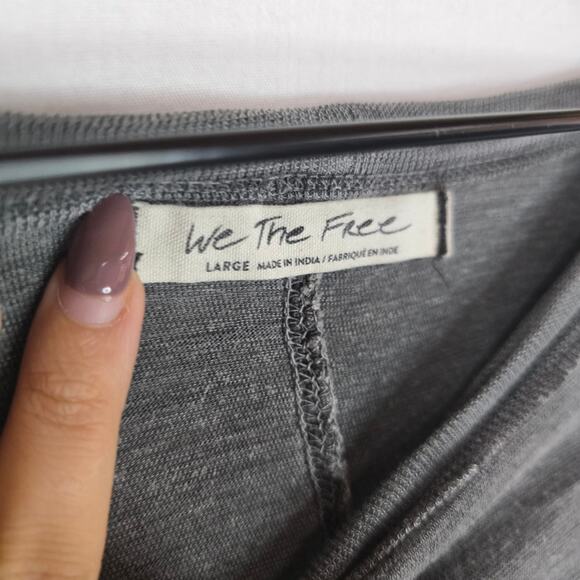 We The Free
LARGE MADE IN INDIA / FABRIQUÉ EN INDE